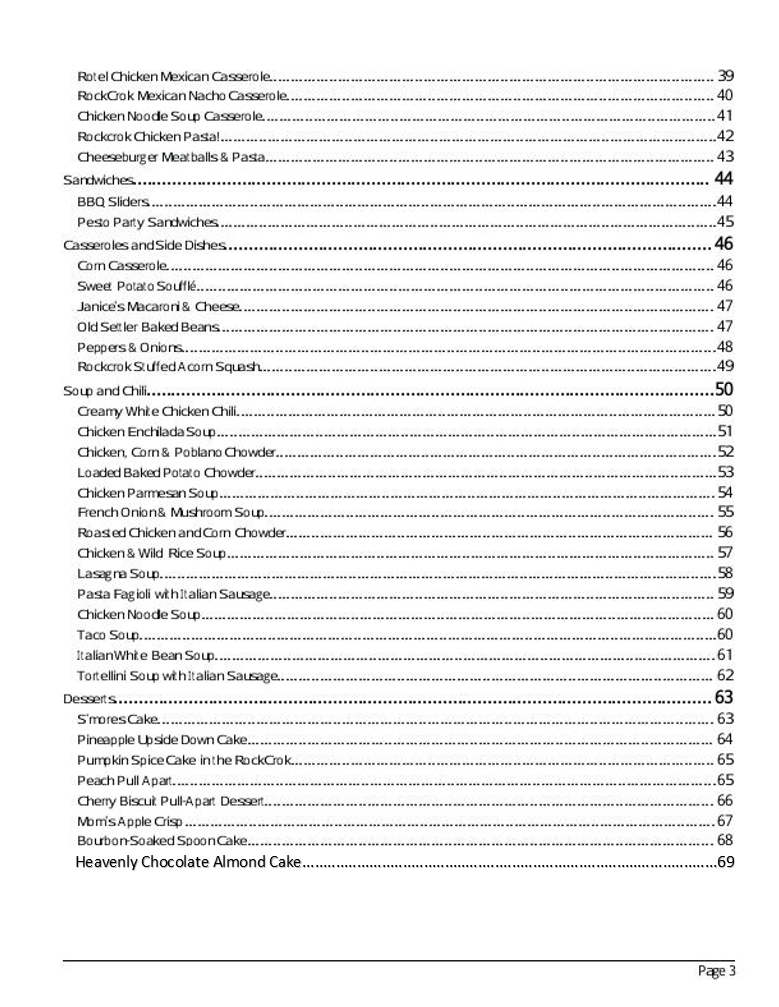 Rotel Chicken Mexican Casserole........ 39
RockCrok Mexican Nacho Casserole........ 40
Chicken Noodle Soup Casserole........ 41
Rockcrok Chicken Pasta!........ 42
Cheeseburger Meatballs & Pasta........ 43
Sandwiches........ 44
BBQ Sliders........ 44
Pesto Party Sandwiches........ 45
Casseroles and Side Dishes........ 46
Corn Casserole........ 46
Sweet Potato Soufflé........ 46
Janice's Macaroni & Cheese........ 47
Old Settler Baked Beans........ 47
Peppers & Onions........ 48
Rockcrok Stuffed Acorn Squash........ 49
Soup and Chili........ 50
Creamy White Chicken Chili........ 50
Chicken Enchilada Soup........ 51
Chicken, Corn & Poblano Chowder........ 52
Loaded Baked Potato Chowder........ 53
Chicken Parmesan Soup........ 54
French Onion & Mushroom Soup........ 55
Roasted Chicken and Corn Chowder........ 56
Chicken & Wild Rice Soup........ 57
Lasagna Soup........ 58
Pasta Fagioli with Italian Sausage........ 59
Chicken Noodle Soup........ 60
Taco Soup........ 60
Italian White Bean Soup........ 61
Tortellini Soup with Italian Sausage........ 62
Desserts........ 63
S'mores Cake........ 63
Pineapple Upside Down Cake........ 64
Pumpkin Spice Cake in the RockCrok........ 65
Peach Pull Apart........ 65
Cherry Biscuit Pull-Apart Dessert........ 66
Mom's Apple Crisp........ 67
Bourbon-Soaked Spoon Cake........ 68
Heavenly Chocolate Almond Cake........ 69
Page 3